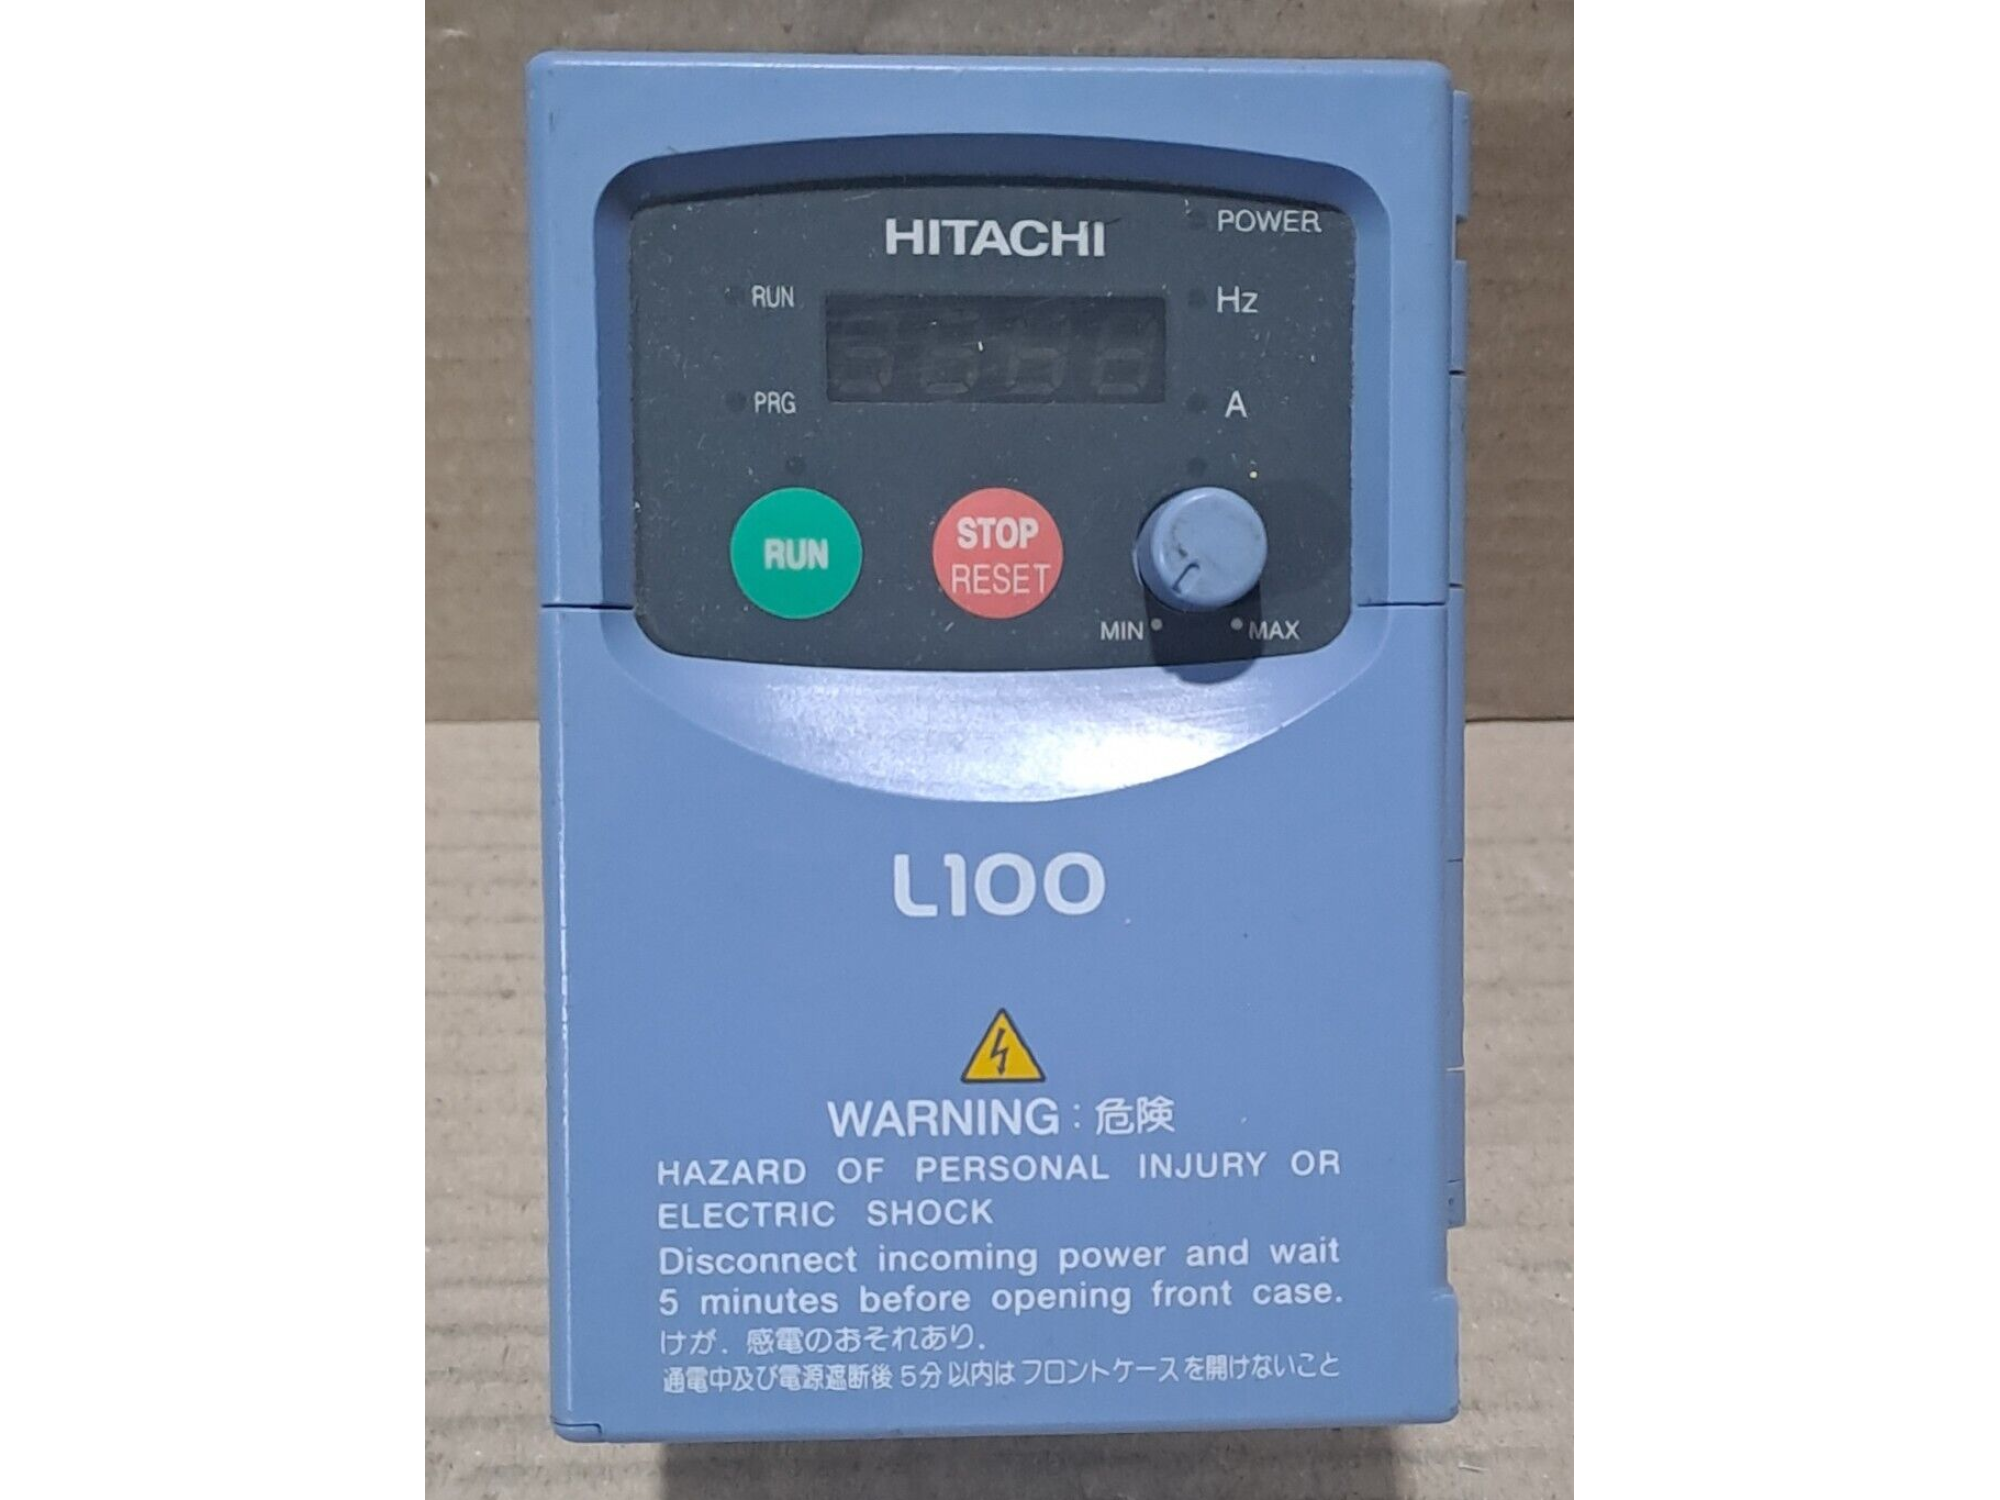 HITACHI
POWER
RUN
Hz
PRG
A
RUN
STOP
RESET
MIN
MAX
L100
WARNING : 危険
HAZARD OF PERSONAL INJURY OR
ELECTRIC SHOCK
Disconnect incoming power and wait
5 minutes before opening front case.
けが. 感電のおそれあり.
通電中及び電源遮断後5分以内はフロントケースを開けないこと